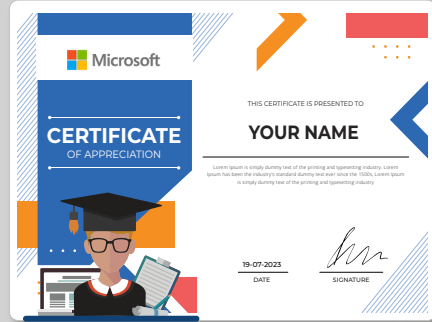 Microsoft
CERTIFICATE
OF APPRECIATION
THIS CERTIFICATE IS PRESENTED TO
YOUR NAME
Lorem Ipsum is simply dummy text of the printing and typesetting industry. Lorem
Ipsum has been the industry's standard dummy text ever since the 1500s, Lorem Ipsum
is simply dummy text of the printing and typesetting industry
19-07-2023
DATE
SIGNATURE